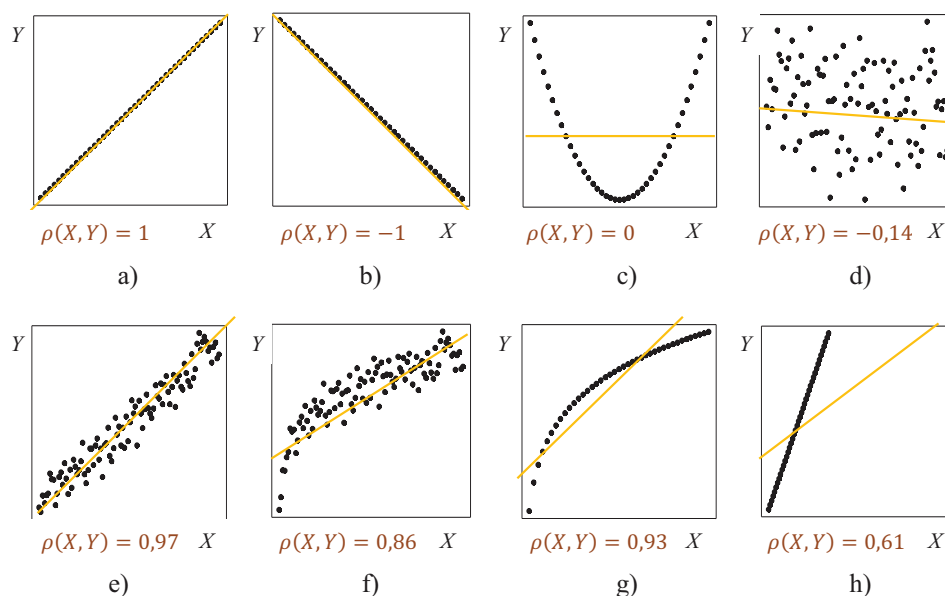 Y Y Y Y
ρ(X,Y) = 1 X ρ(X,Y) = −1 X ρ(X,Y) = 0 X ρ(X,Y) = −0,14 X
a) b) c) d)
Y Y Y Y
ρ(X,Y) = 0,97 X ρ(X,Y) = 0,86 X ρ(X,Y) = 0,93 X ρ(X,Y) = 0,61 X
e) f) g) h)